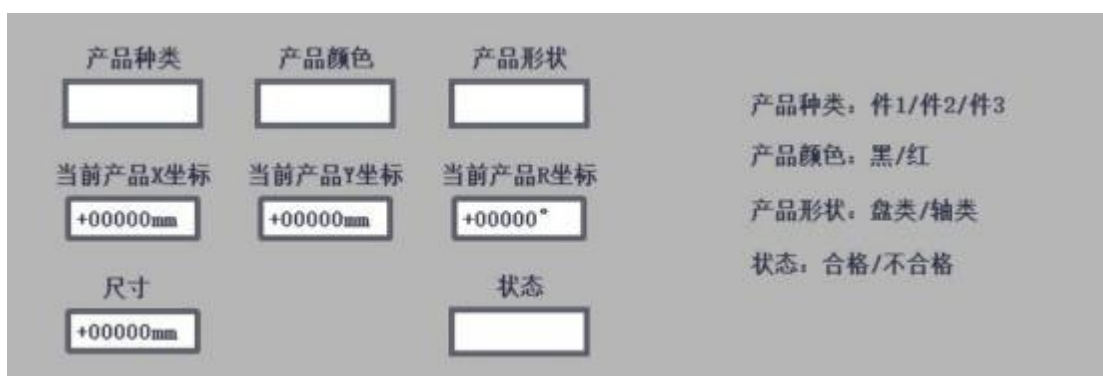 产品种类 产品颜色 产品形状
当前产品X坐标 当前产品Y坐标 当前产品R坐标
+00000mm +00000mm +00000°
尺寸 状态
+00000mm
产品种类：件1/件2/件3
产品颜色：黑/红
产品形状：盘类/轴类
状态：合格/不合格